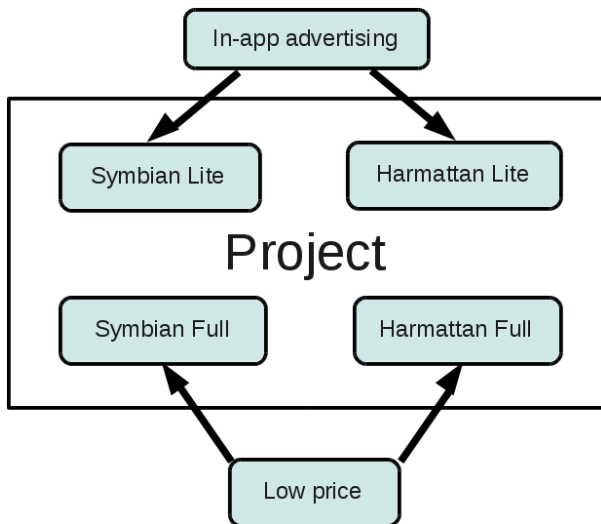 In-app advertising
Symbian Lite
Harmattan Lite
Project
Symbian Full
Harmattan Full
Low price